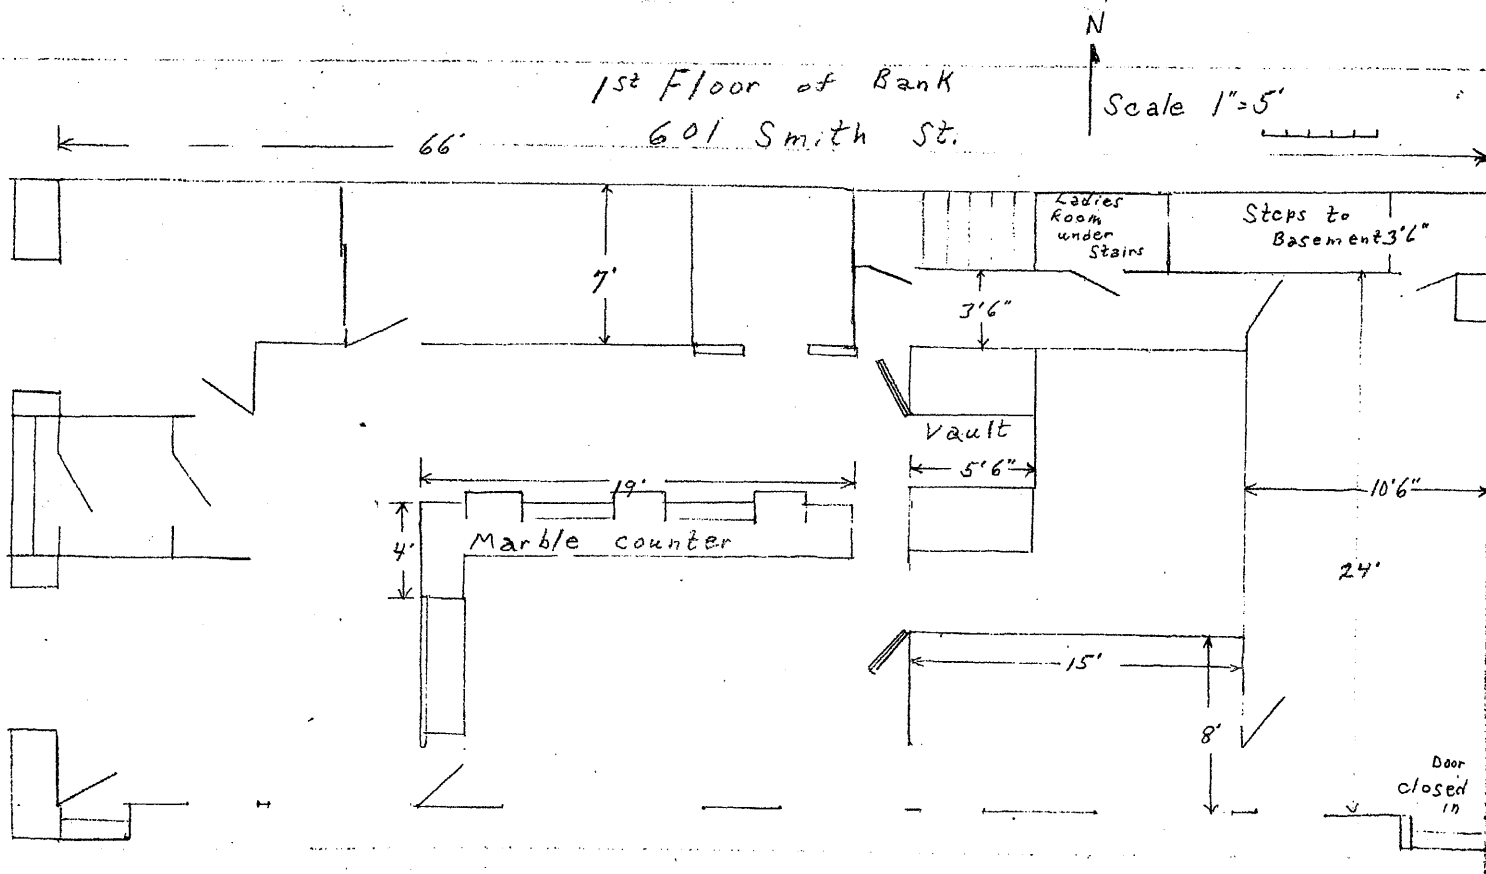 N
1st Floor of Bank
Scale 1"=5'
601 Smith St.
66'
Ladies
Room
under
Stairs
Steps to
Basement
3'6"
7'
3'6"
Vault
5'6"
19'
10'6"
4'
Marble counter
24'
15'
8'
Door
closed
in